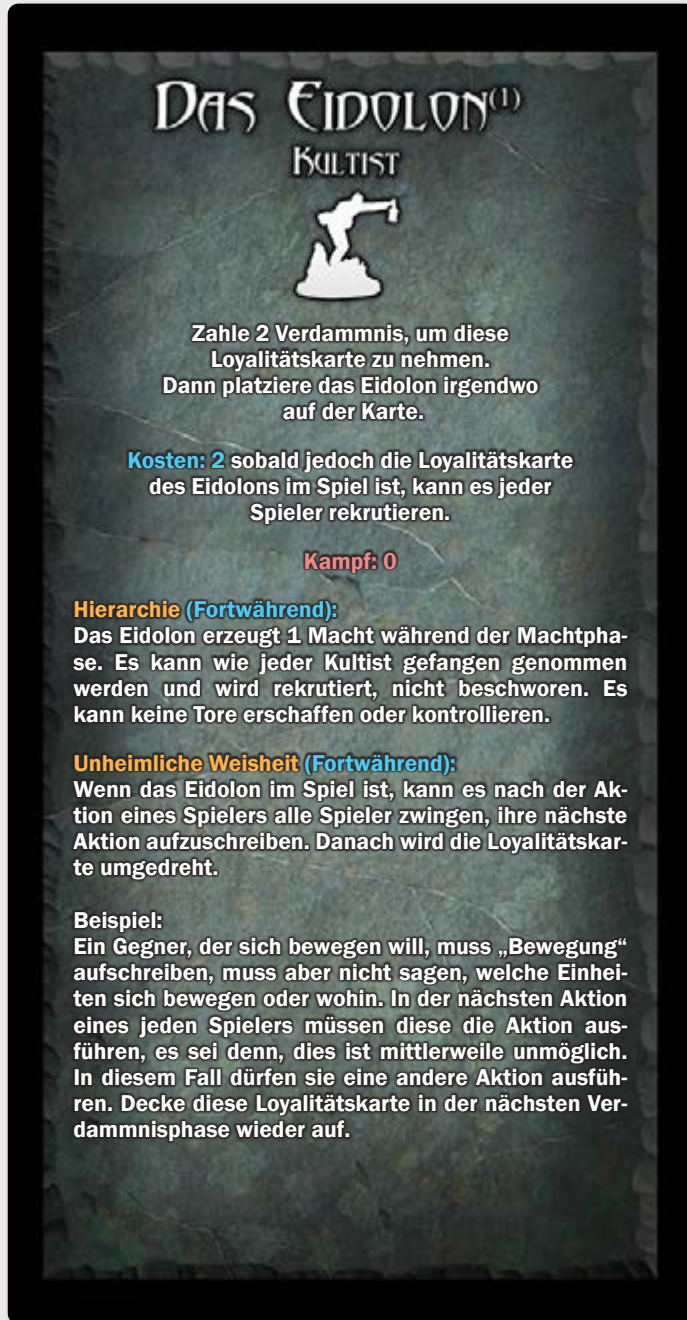 Das Eidolon(1)
Kultist
Zahle 2 Verdammnis, um diese
Loyalitätskarte zu nehmen.
Dann platziere das Eidolon irgendwo
auf der Karte.
Kosten: 2 sobald jedoch die Loyalitätskarte
des Eidolons im Spiel ist, kann es jeder
Spieler rekrutieren.
Kampf: 0
Hierarchie (Fortwährend):
Das Eidolon erzeugt 1 Macht während der Machtpha-
se. Es kann wie jeder Kultist gefangen genommen
werden und wird rekrutiert, nicht beschworen. Es
kann keine Tore erschaffen oder kontrollieren.
Unheimliche Weisheit (Fortwährend):
Wenn das Eidolon im Spiel ist, kann es nach der Ak-
tion eines Spielers alle Spieler zwingen, ihre nächste
Aktion aufzuschreiben. Danach wird die Loyalitätskar-
te umgedreht.
Beispiel:
Ein Gegner, der sich bewegen will, muss „Bewegung“
aufschreiben, muss aber nicht sagen, welche Einhei-
ten sich bewegen oder wohin. In der nächsten Aktion
eines jeden Spielers müssen diese die Aktion aus-
führen, es sei denn, dies ist mittlerweile unmöglich.
In diesem Fall dürfen sie eine andere Aktion ausfüh-
ren. Decke diese Loyalitätskarte in der nächsten Ver-
dammnisphase wieder auf.